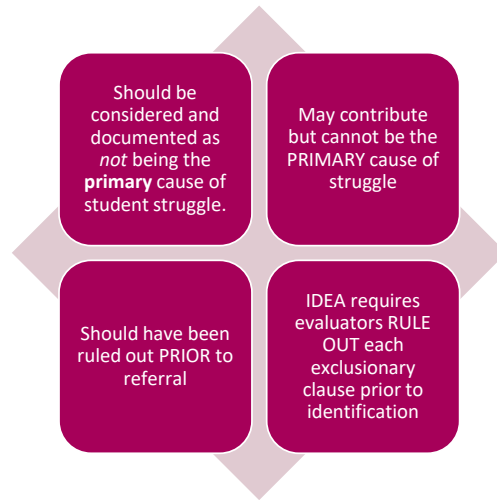 Should be
considered and
documented as
not being the
primary cause of
student struggle.
May contribute
but cannot be the
PRIMARY cause of
struggle
Should have been
ruled out PRIOR to
referral
IDEA requires
evaluators RULE
OUT each
exclusionary
clause prior to
identification